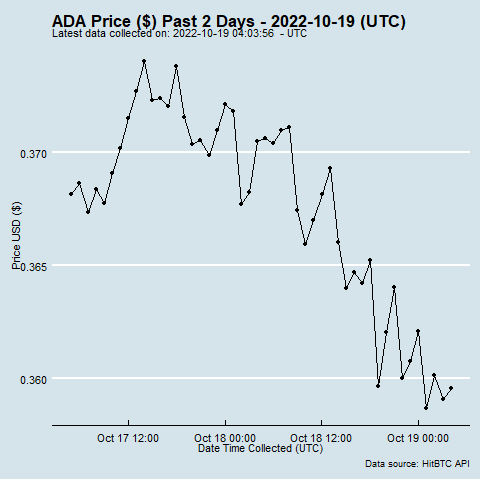 ADA Price ($) Past 2 Days - 2022-10-19 (UTC)
Latest data collected on: 2022-10-19 04:03:56  - UTC
Price USD ($)
0.370
0.365
0.360
Oct 17 12:00
Oct 18 00:00
Oct 18 12:00
Oct 19 00:00
Date Time Collected (UTC)
Data source: HitBTC API